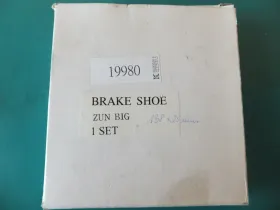 19980
BRAKE SHOE
ZUN BIG
1 SET